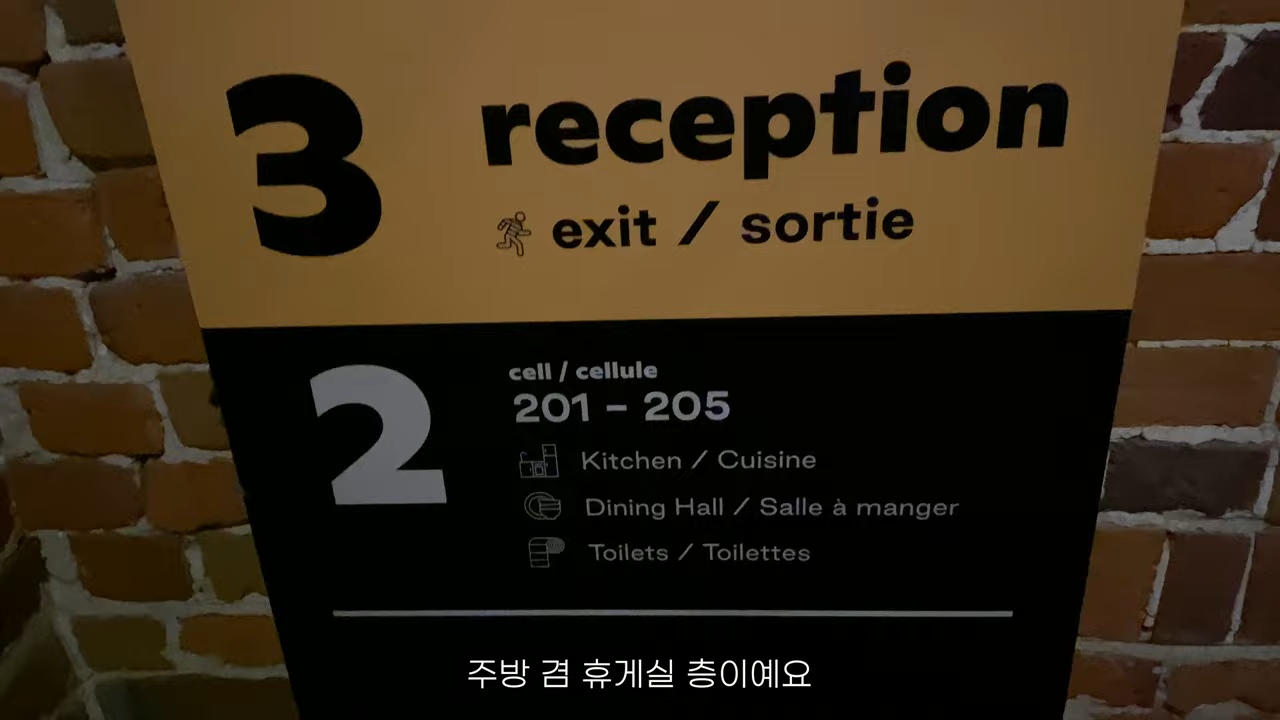 3 reception
exit / sortie
2 cell / cellule
201 – 205
Kitchen / Cuisine
Dining Hall / Salle à manger
Toilets / Toilettes
주방 겸 휴게실 층이예요